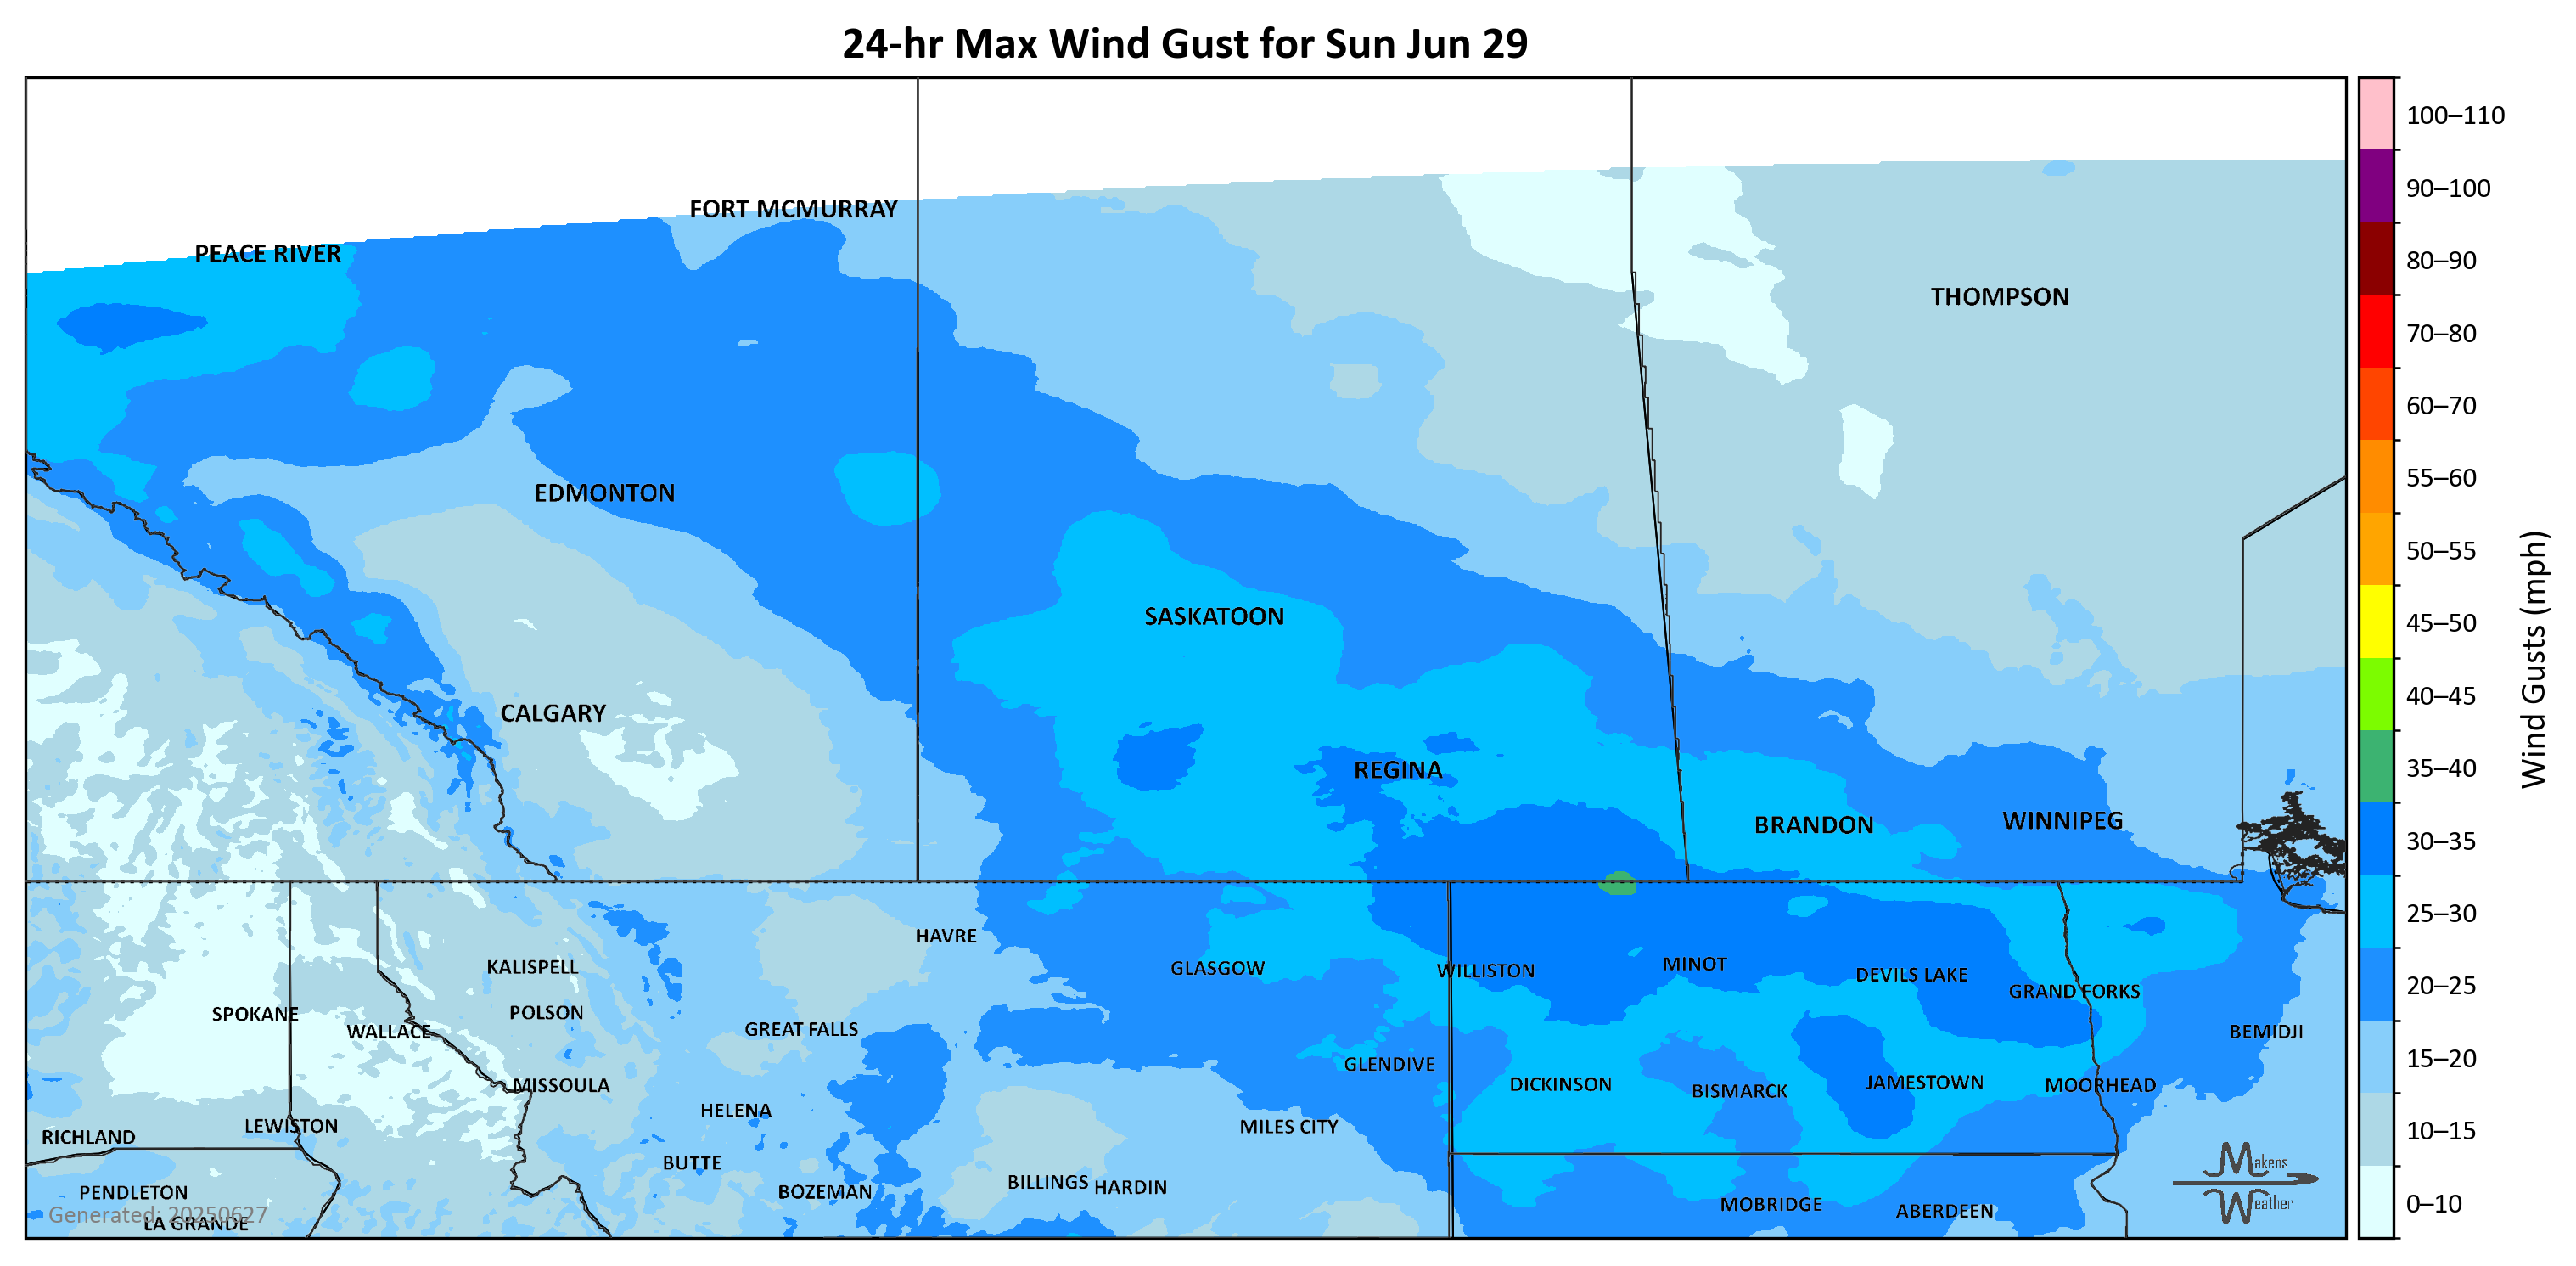 24-hr Max Wind Gust for Sun Jun 29
FORT MCMURRAY
PEACE RIVER
THOMPSON
EDMONTON
SASKATOON
CALGARY
REGINA
BRANDON
WINNIPEG
HAVRE
KALISPELL
GLASGOW
WILLISTON
MINOT
DEVILS LAKE
GRAND FORKS
SPOKANE
POLSON
WALLACE
GREAT FALLS
BEMIDJI
GLENDIVE
MISSOULA
DICKINSON
BISMARCK
JAMESTOWN
MOORHEAD
HELENA
LEWISTON
MILES CITY
RICHLAND
BUTTE
PENDLETON
BOZEMAN
BILLINGS
HARDIN
MOBRIDGE
ABERDEEN
Generated: 20250627
LA GRANDE
Makens
Weather
100–110
90–100
80–90
70–80
60–70
55–60
50–55
45–50
40–45
35–40
30–35
25–30
20–25
15–20
10–15
0–10
Wind Gusts (mph)